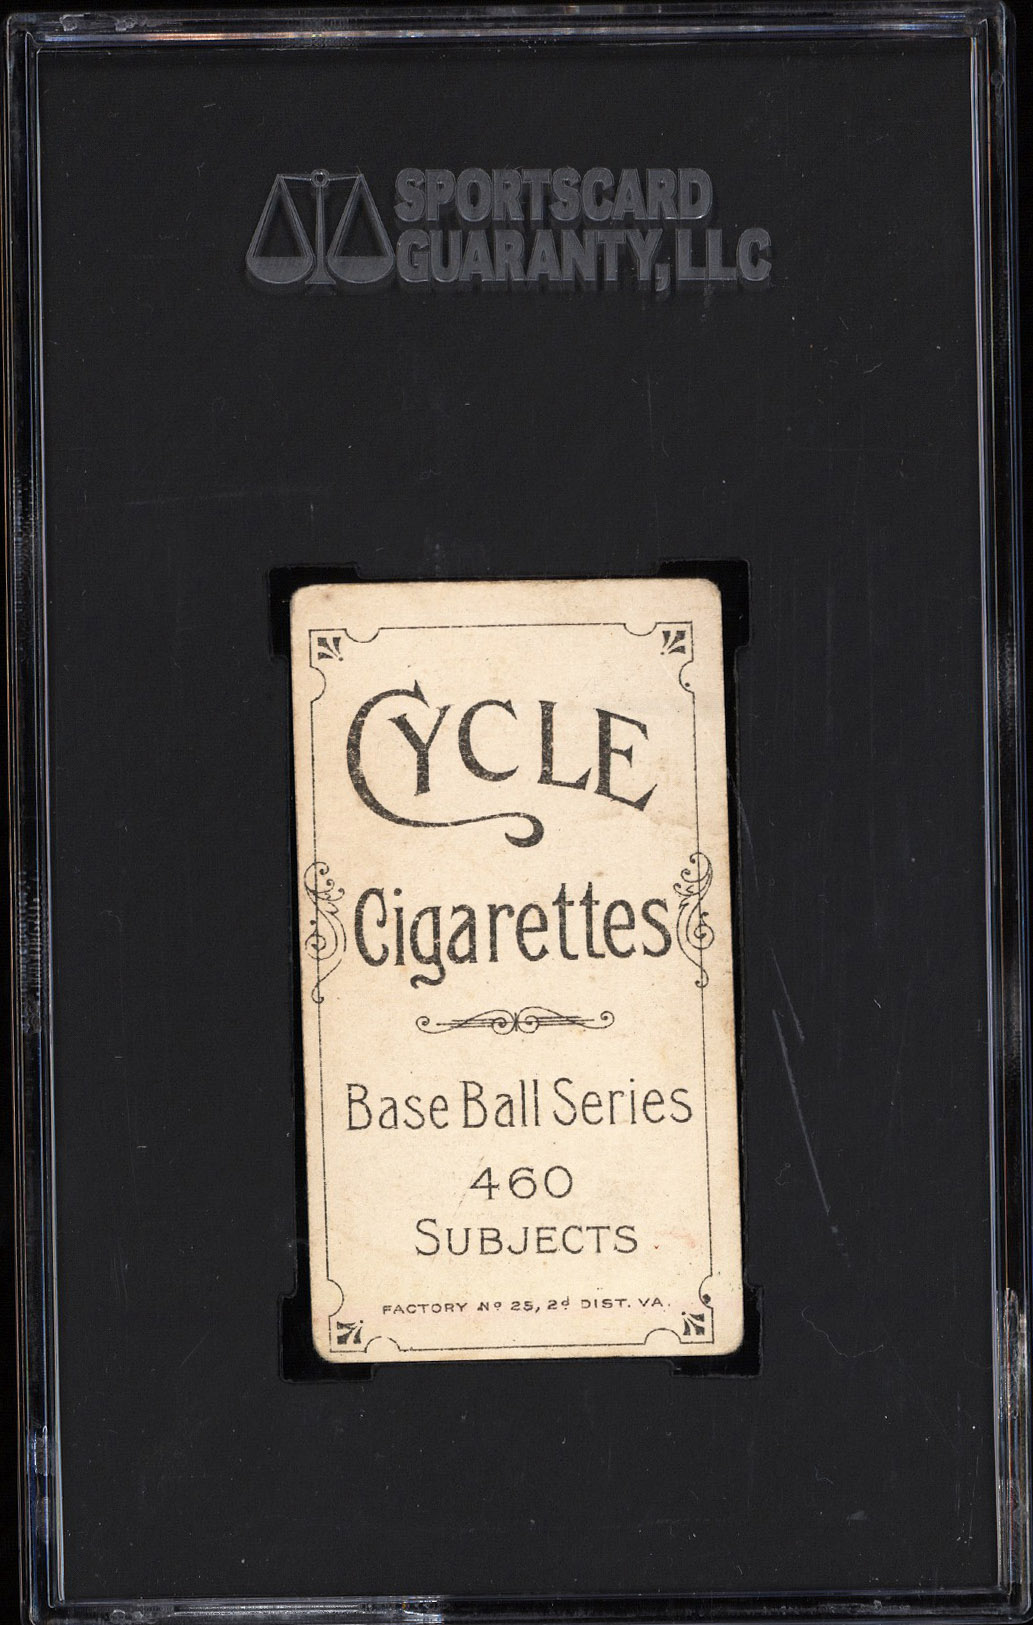 SPORTSCARD
GUARANTY, LLC
CYCLE
Cigarettes
Base Ball Series
460
SUBJECTS
FACTORY Nº 25, 2d DIST. VA.